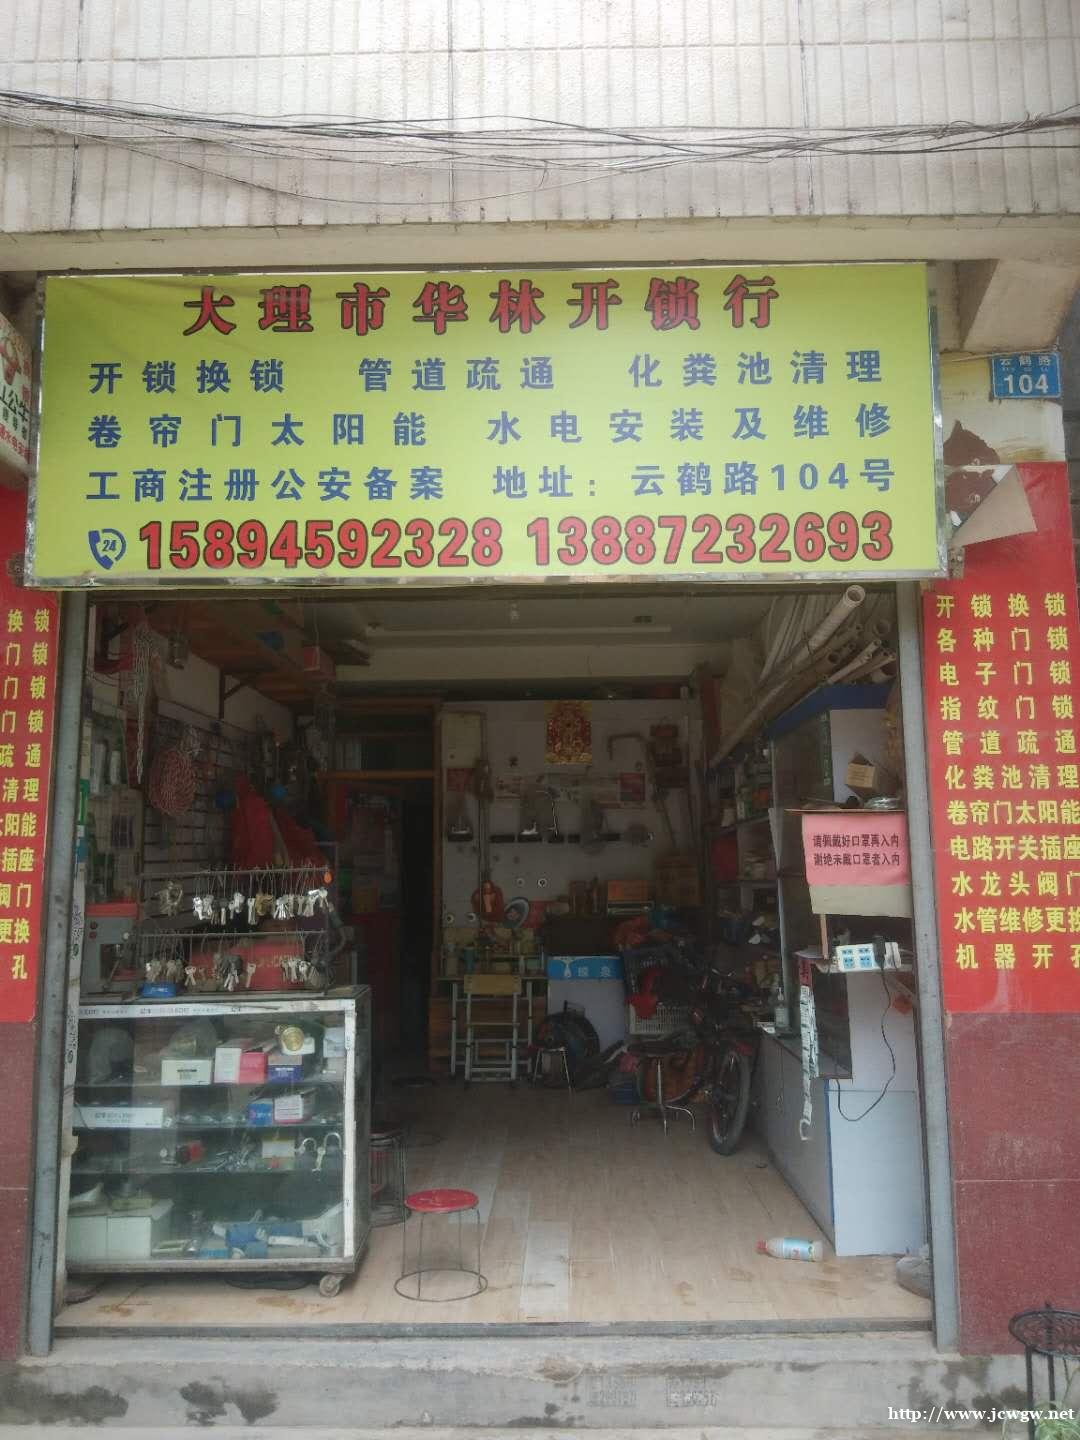 大理市华林开锁行
开锁换锁 管道疏通 化粪池清理
卷帘门太阳能 水电安装及维修
工商注册公安备案 地址：云鹤路104号
24 15894592328 13887232693
云鹤路
104
换锁
门锁
门锁
门锁
疏通
清理
太阳能
插座
阀门
更换
孔
开锁换锁
各种门锁
电子门锁
指纹门锁
管道疏通
化粪池清理
卷帘门太阳能
电路开关插座
水龙头阀门
水管维修更换
机器开孔
请佩戴好口罩再入内
谢绝未戴口罩者入内
http://www.jcwgw.net